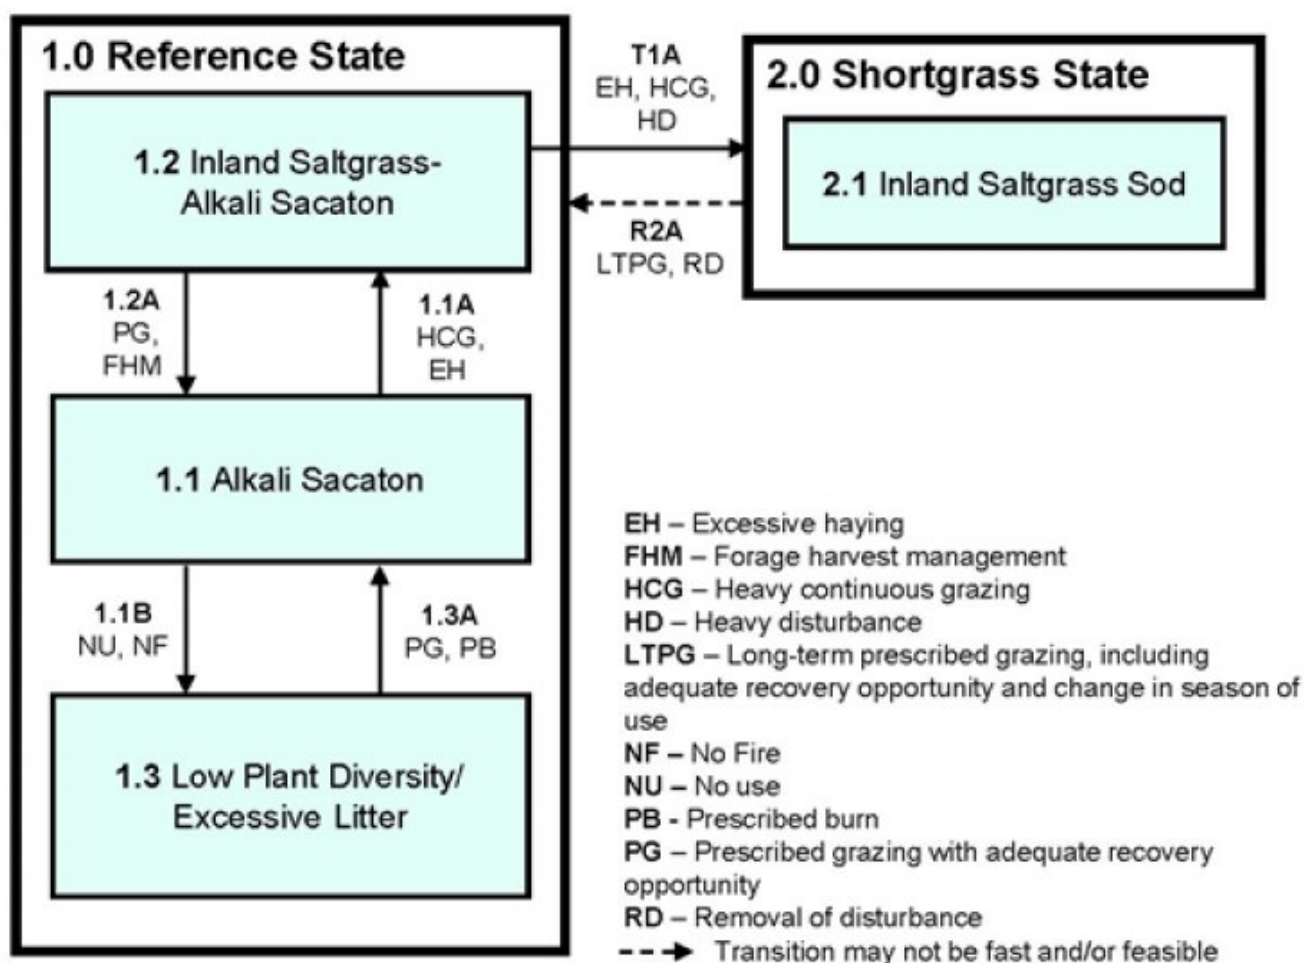 1.0 Reference State
1.2 Inland Saltgrass-
Alkali Sacaton
1.2A
PG,
FHM
1.1A
HCG,
EH
1.1 Alkali Sacaton
1.1B
NU, NF
1.3A
PG, PB
1.3 Low Plant Diversity/
Excessive Litter
T1A
EH, HCG,
HD
R2A
LTPG, RD
2.0 Shortgrass State
2.1 Inland Saltgrass Sod
EH – Excessive haying
FHM – Forage harvest management
HCG – Heavy continuous grazing
HD – Heavy disturbance
LTPG – Long-term prescribed grazing, including
adequate recovery opportunity and change in season of
use
NF – No Fire
NU – No use
PB - Prescribed burn
PG – Prescribed grazing with adequate recovery
opportunity
RD – Removal of disturbance
Transition may not be fast and/or feasible